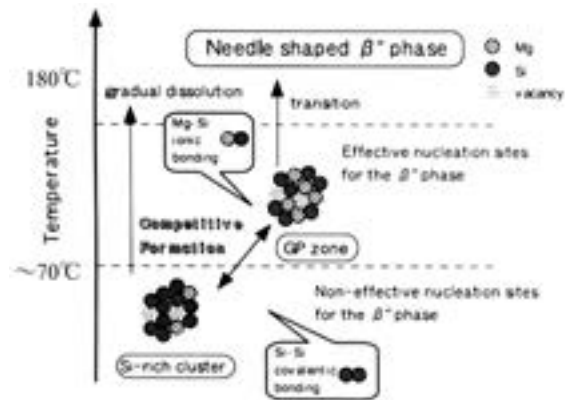 Needle shaped β" phase
Mg
Si
vacancy
180℃
gradual dissolution
transition
Mg-Si
ionic
bonding
Effective nucleation sites
for the β" phase
Temperature
Competitive
Formation
GP zone
~70℃
Non-effective nucleation sites
for the β" phase
Si-rich cluster
Si-Si
covalentic
bonding